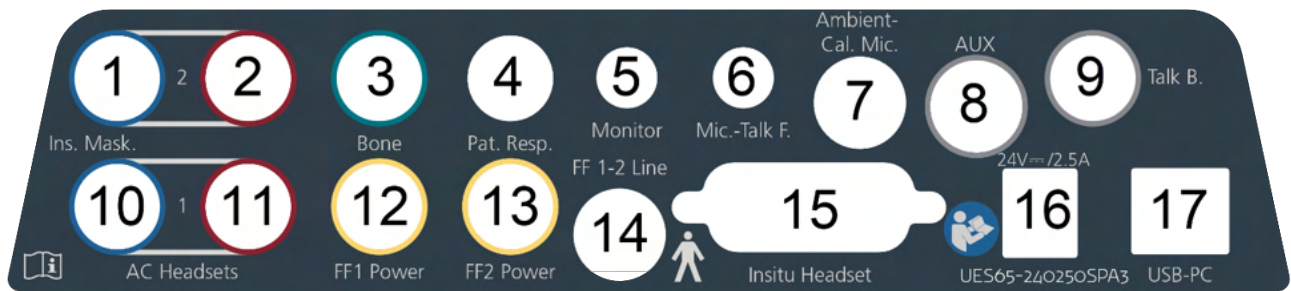 Ambient-
Cal. Mic.
AUX
1
2
2
3
4
5
6
7
8
9
Talk B.
Ins. Mask.
Bone
Pat. Resp.
Monitor
Mic.-Talk F.
FF 1-2 Line
24V⎓/2.5A
10
1
11
12
13
14
15
16
17
AC Headsets
FF1 Power
FF2 Power
Insitu Headset
UES65-240250SPA3
USB-PC